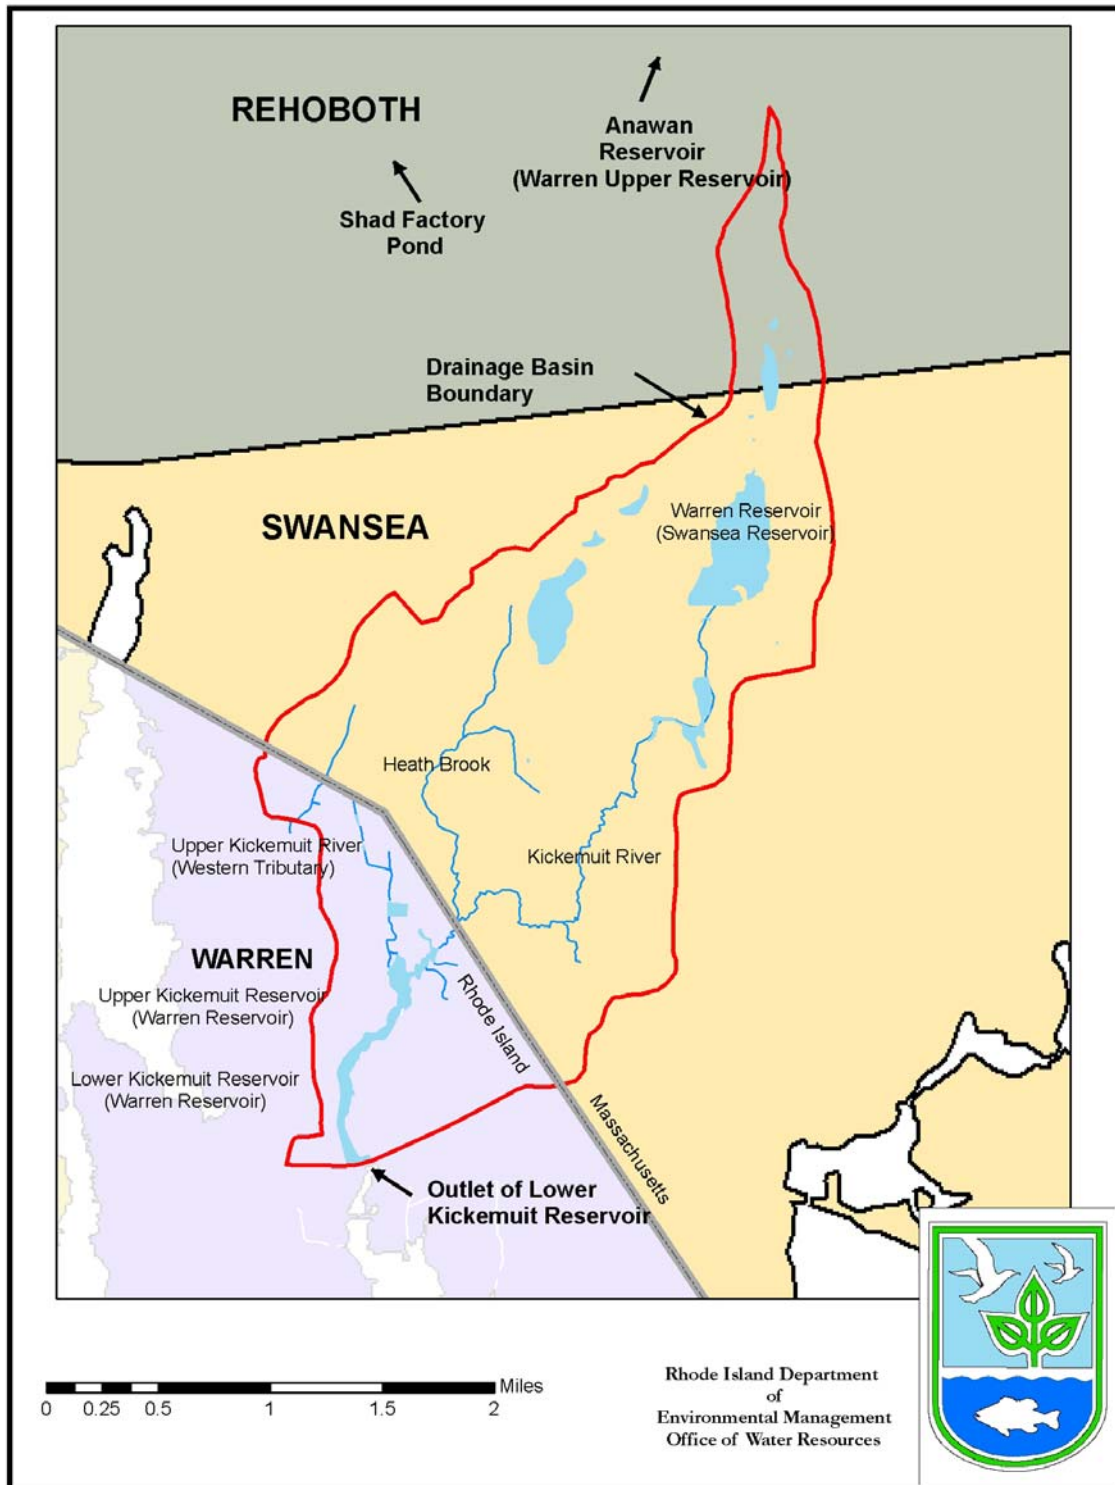 REHOBOTH
Anawan
Reservoir
(Warren Upper Reservoir)
Shad Factory
Pond
Drainage Basin
Boundary
SWANSEA
Warren Reservoir
(Swansea Reservoir)
Heath Brook
Upper Kickemuit River
(Western Tributary)
Kickemuit River
WARREN
Upper Kickemuit Reservoir
(Warren Reservoir)
Rhode Island
Lower Kickemuit Reservoir
(Warren Reservoir)
Massachusetts
Outlet of Lower
Kickemuit Reservoir
Miles
0 0.25 0.5 1 1.5 2
Rhode Island Department
of
Environmental Management
Office of Water Resources